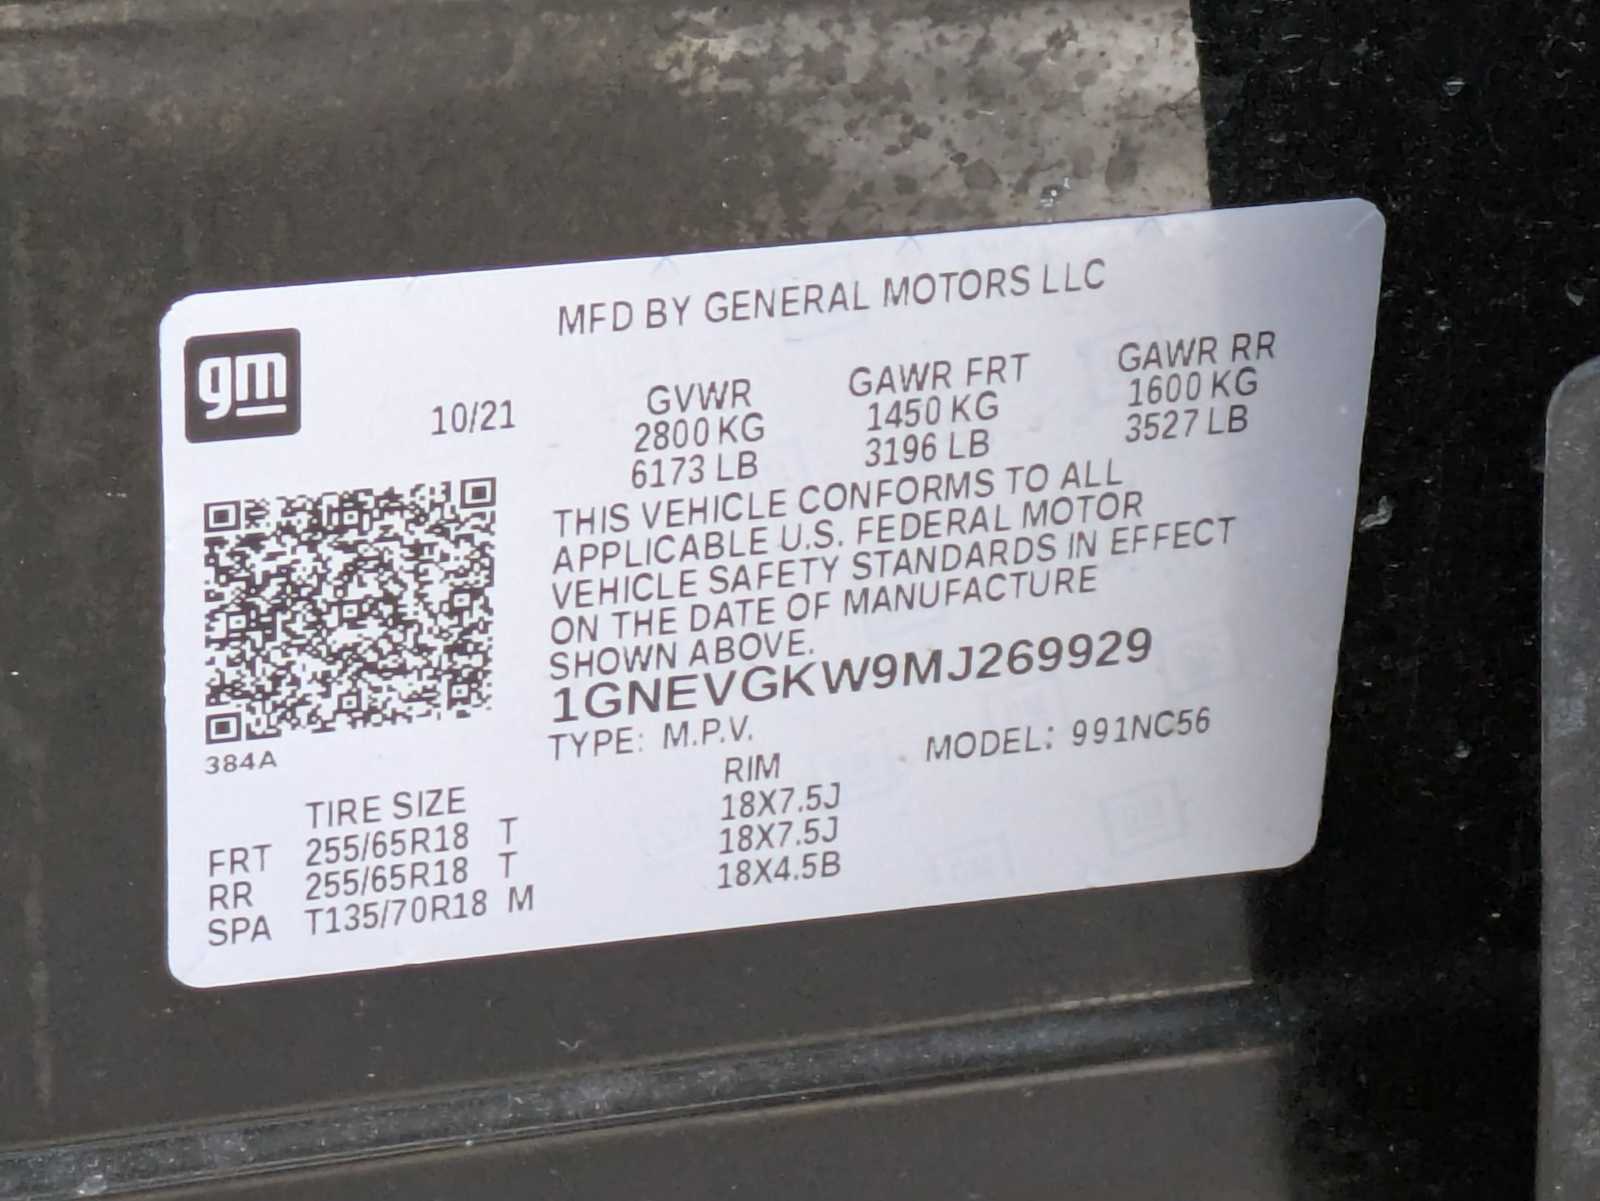 MFD BY GENERAL MOTORS LLC
gm
10/21
GVWR GAWR FRT GAWR RR
2800 KG 1450 KG 1600 KG
6173 LB 3196 LB 3527 LB
THIS VEHICLE CONFORMS TO ALL
APPLICABLE U.S. FEDERAL MOTOR
VEHICLE SAFETY STANDARDS IN EFFECT
ON THE DATE OF MANUFACTURE
SHOWN ABOVE.
1GNEVGKW9MJ269929
384A
TYPE: M.P.V. MODEL: 991NC56
TIRE SIZE RIM
FRT 255/65R18 T 18X7.5J
RR 255/65R18 T 18X7.5J
SPA T135/70R18 M 18X4.5B